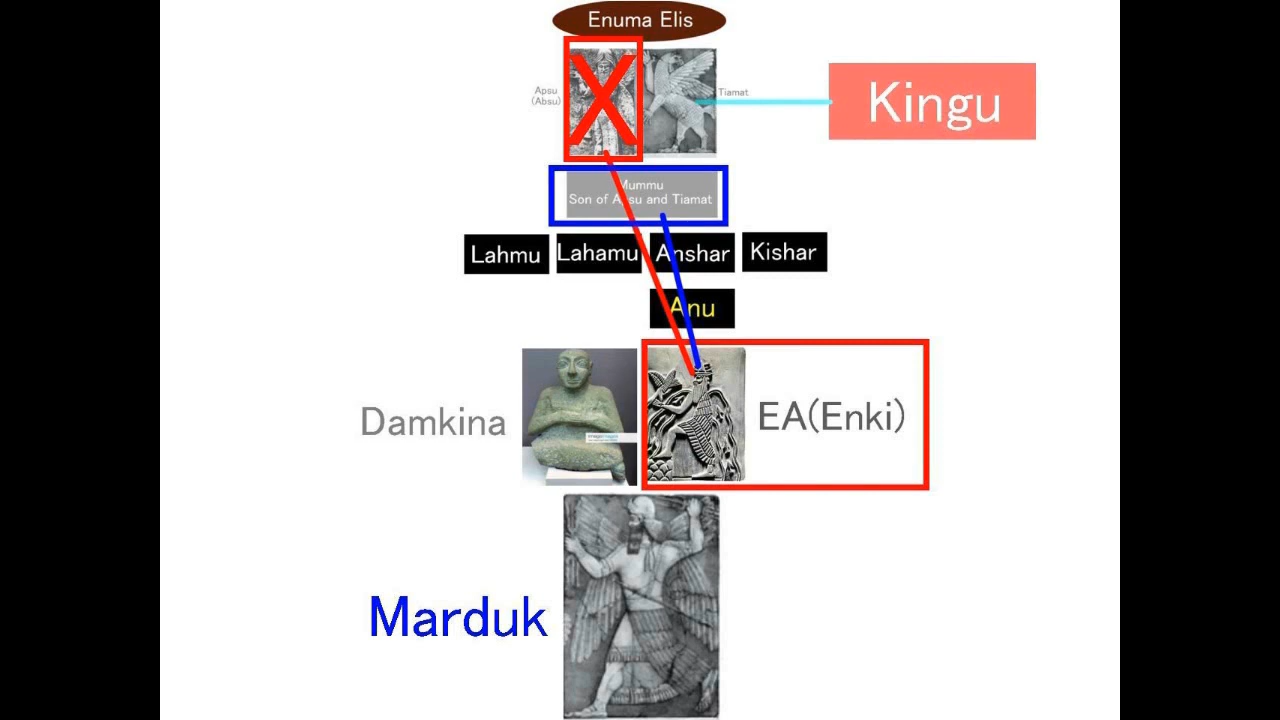 Enuma Elis
Apsu
(Absu)
Tiamat
Kingu
Mummu
Son of Apsu and Tiamat
Lahmu
Lahamu
Anshar
Kishar
Anu
Damkina
EA(Enki)
Marduk